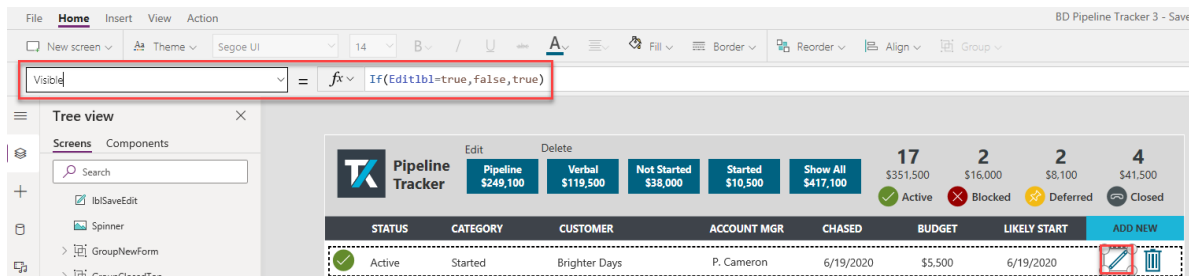 File Home Insert View Action BD Pipeline Tracker 3 - Save
New screen Theme Segoe UI 14 B / U abc A Fill Border Reorder Align Group
Visible = fx If(Editlbl=true,false,true)
Tree view
Screens Components
Search
lblSaveEdit
Spinner
GroupNewForm
GroupClosedTop
Edit Delete
TX Pipeline Tracker
Pipeline $249,100
Verbal $119,500
Not Started $38,000
Started $10,500
Show All $417,100
17 2 2 4
$351,500 $16,000 $8,100 $41,500
Active Blocked Deferred Closed
STATUS CATEGORY CUSTOMER ACCOUNT MGR CHASED BUDGET LIKELY START ADD NEW
Active Started Brighter Days P. Cameron 6/19/2020 $5,500 6/19/2020